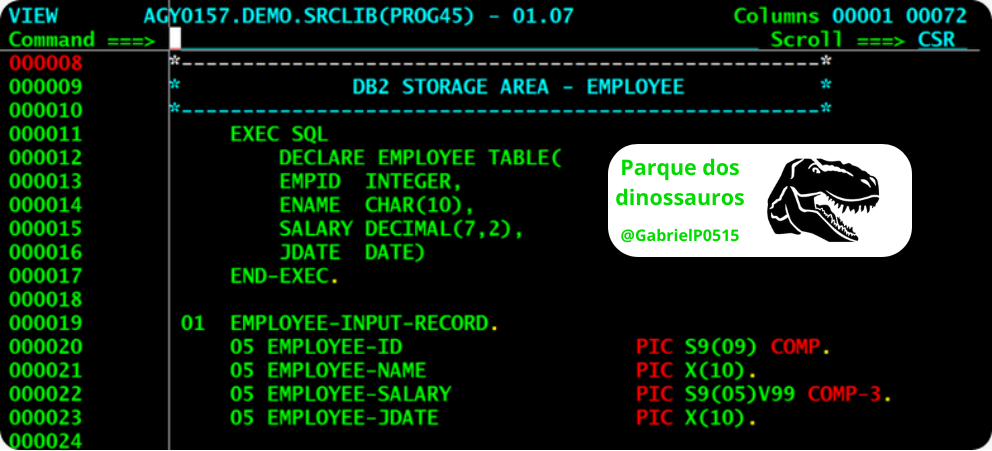 VIEW AGY0157.DEMO.SRCLIB(PROG45) - 01.07 Columns 00001 00072
Command ===> Scroll ===> CSR
000008 *----------------------------------------------------*
000009 * DB2 STORAGE AREA - EMPLOYEE *
000010 *----------------------------------------------------*
000011 EXEC SQL
000012 DECLARE EMPLOYEE TABLE(
000013 EMPID INTEGER,
000014 ENAME CHAR(10),
000015 SALARY DECIMAL(7,2),
000016 JDATE DATE)
000017 END-EXEC.
000018
000019 01 EMPLOYEE-INPUT-RECORD.
000020 05 EMPLOYEE-ID PIC S9(09) COMP.
000021 05 EMPLOYEE-NAME PIC X(10).
000022 05 EMPLOYEE-SALARY PIC S9(05)V99 COMP-3.
000023 05 EMPLOYEE-JDATE PIC X(10).
000024
Parque dos
dinossauros
@GabrielP0515